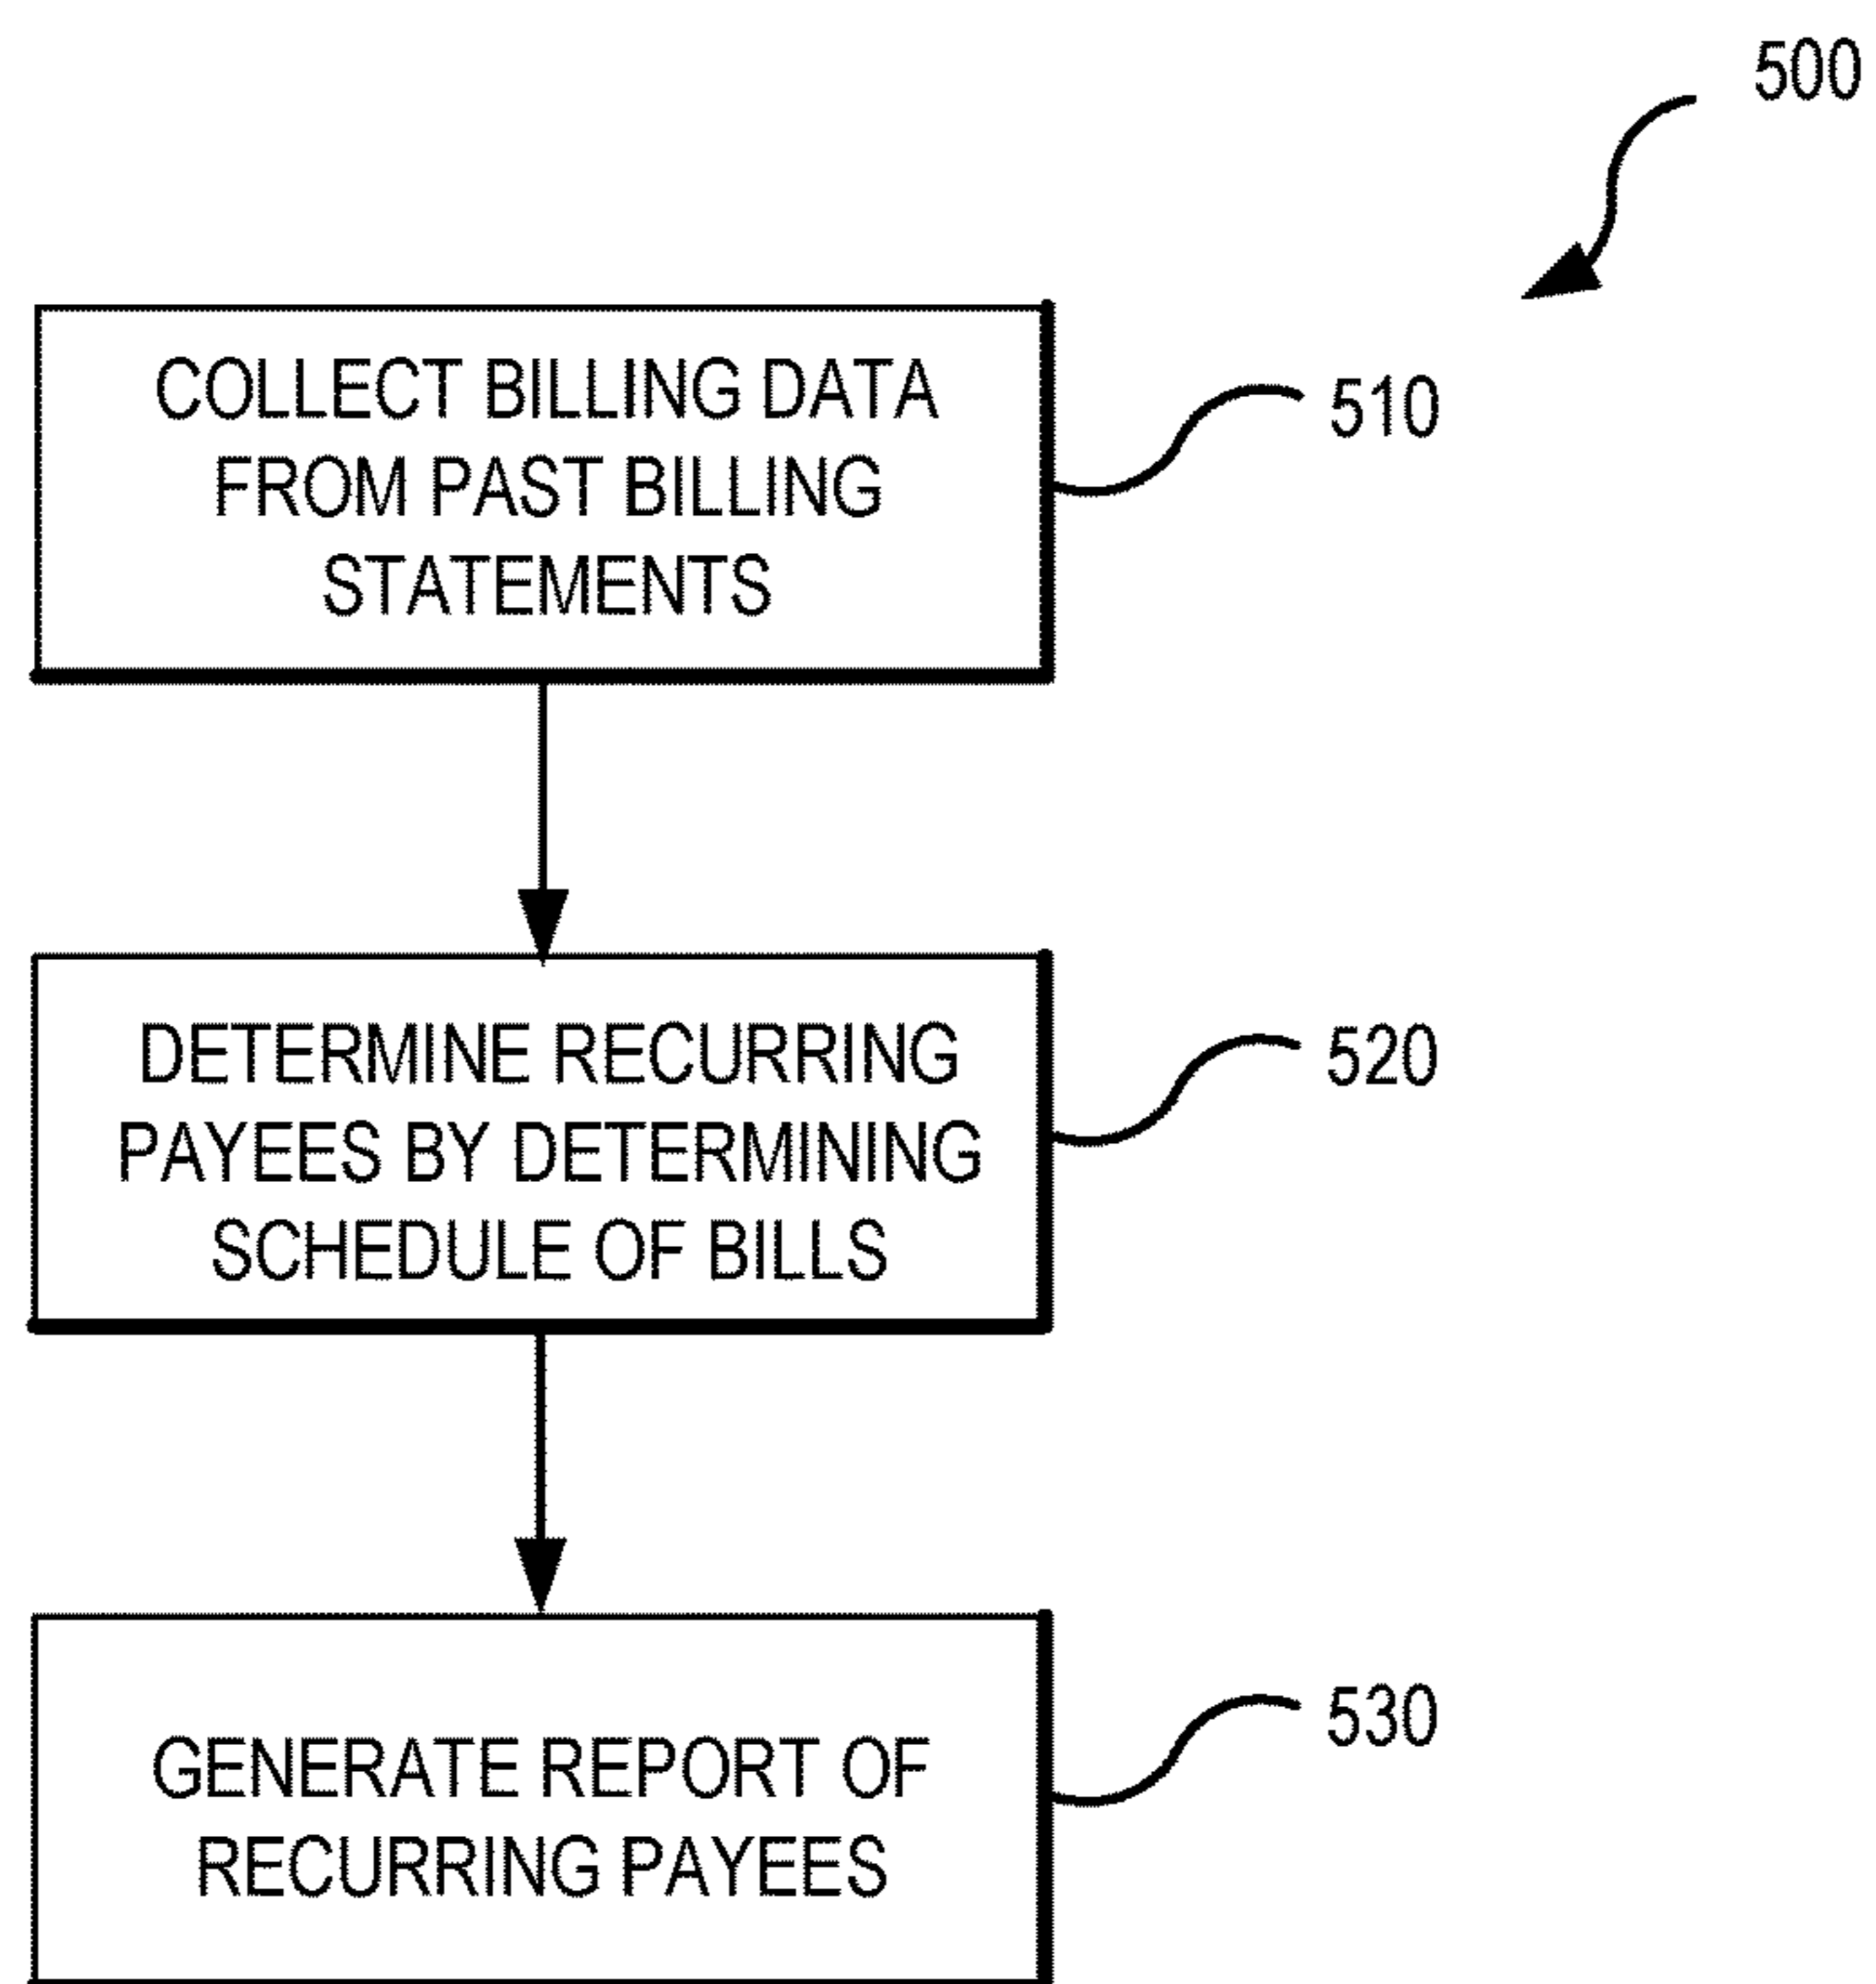 500
COLLECT BILLING DATA
FROM PAST BILLING
STATEMENTS
510
DETERMINE RECURRING
PAYEES BY DETERMINING
SCHEDULE OF BILLS
520
GENERATE REPORT OF
RECURRING PAYEES
530